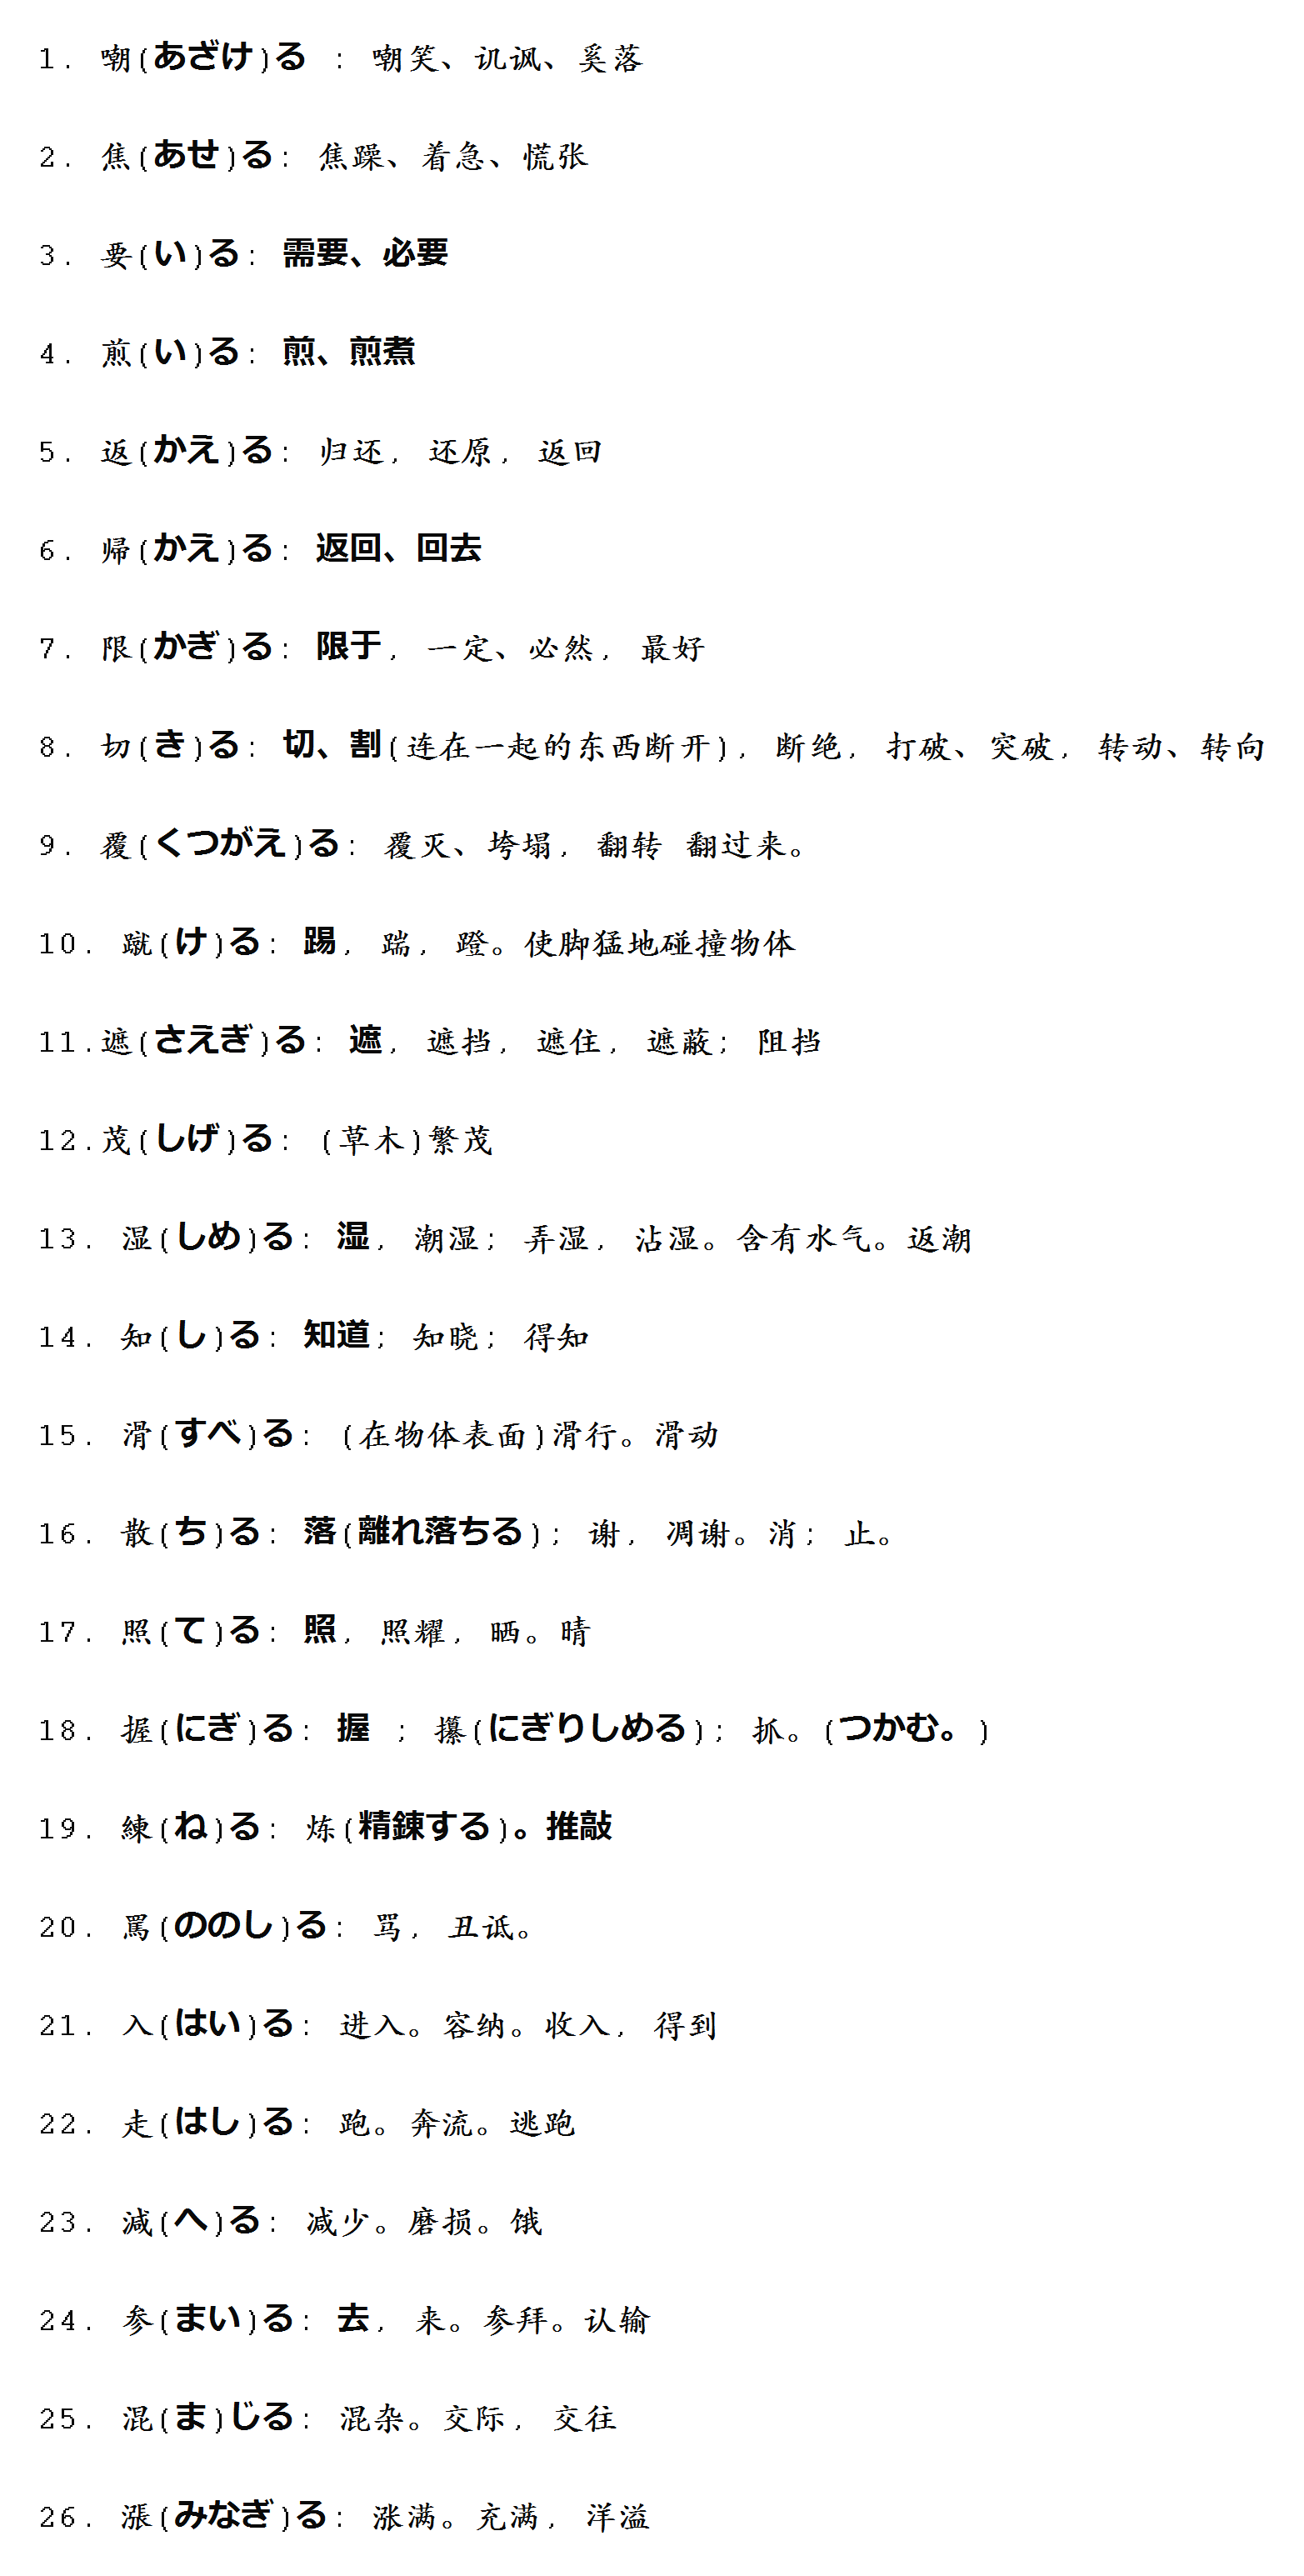 1. 嘲(あざけ)る : 嘲笑、讥讽、奚落
2. 焦(あせ)る: 焦躁、着急、慌张
3. 要(い)る: 需要、必要
4. 煎(い)る: 煎、煎煮
5. 返(かえ)る: 归还, 还原, 返回
6. 帰(かえ)る: 返回、回去
7. 限(かぎ)る: 限于, 一定、必然, 最好
8. 切(き)る: 切、割(连在一起的东西断开), 断绝, 打破、突破, 转动、转向
9. 覆(くつがえ)る: 覆灭、垮塌, 翻转 翻过来。
10. 蹴(け)る: 踢, 踹, 蹬。使脚猛地碰撞物体
11.遮(さえぎ)る: 遮, 遮挡, 遮住, 遮蔽; 阻挡
12.茂(しげ)る: (草木)繁茂
13. 湿(しめ)る: 湿, 潮湿; 弄湿, 沾湿。含有水气。返潮
14. 知(し)る: 知道; 知晓; 得知
15. 滑(すべ)る: (在物体表面)滑行。滑动
16. 散(ち)る: 落(離れ落ちる); 谢, 凋谢。消; 止。
17. 照(て)る: 照, 照耀, 晒。晴
18. 握(にぎ)る: 握 ; 攥(にぎりしめる); 抓。(つかむ。)
19. 練(ね)る: 炼(精錬する)。推敲
20. 罵(ののし)る: 骂, 丑诋。
21. 入(はい)る: 进入。容纳。收入, 得到
22. 走(はし)る: 跑。奔流。逃跑
23. 減(へ)る: 减少。磨损。饿
24. 参(まい)る: 去, 来。参拜。认输
25. 混(ま)じる: 混杂。交际, 交往
26. 漲(みなぎ)る: 涨满。充满, 洋溢